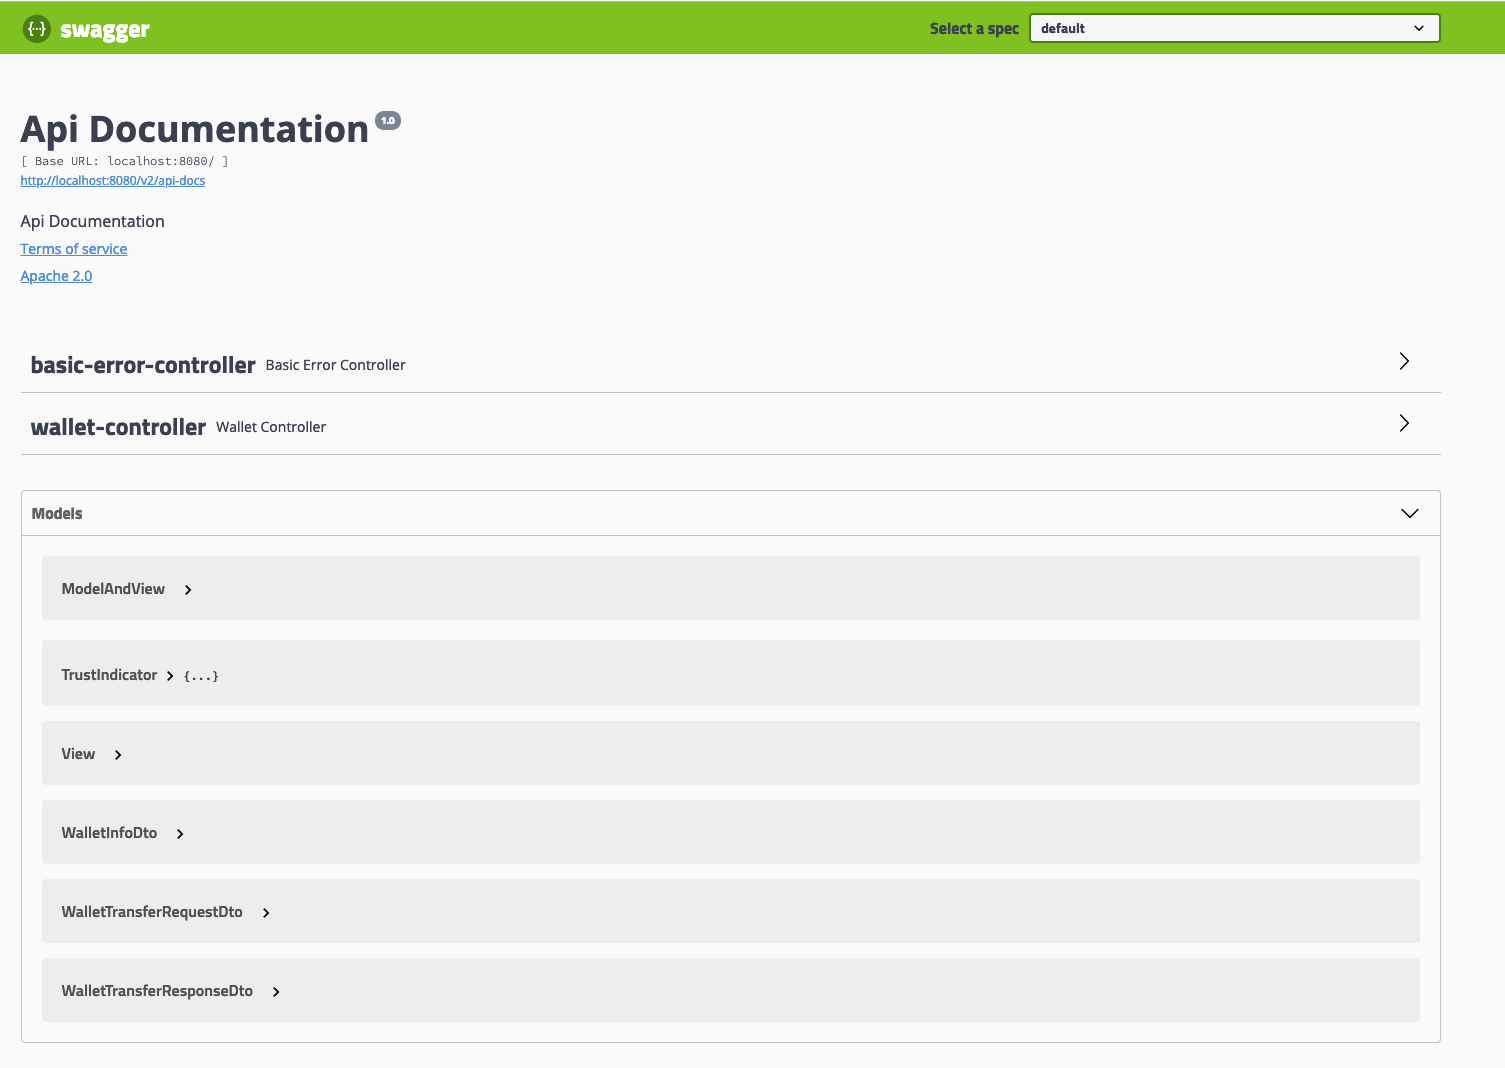 {··} swagger
Select a spec default
Api Documentation 1.0
[ Base URL: localhost:8080/ ]
http://localhost:8080/v2/api-docs
Api Documentation
Terms of service
Apache 2.0
basic-error-controller Basic Error Controller
wallet-controller Wallet Controller
Models
ModelAndView
TrustIndicator {...}
View
WalletInfoDto
WalletTransferRequestDto
WalletTransferResponseDto